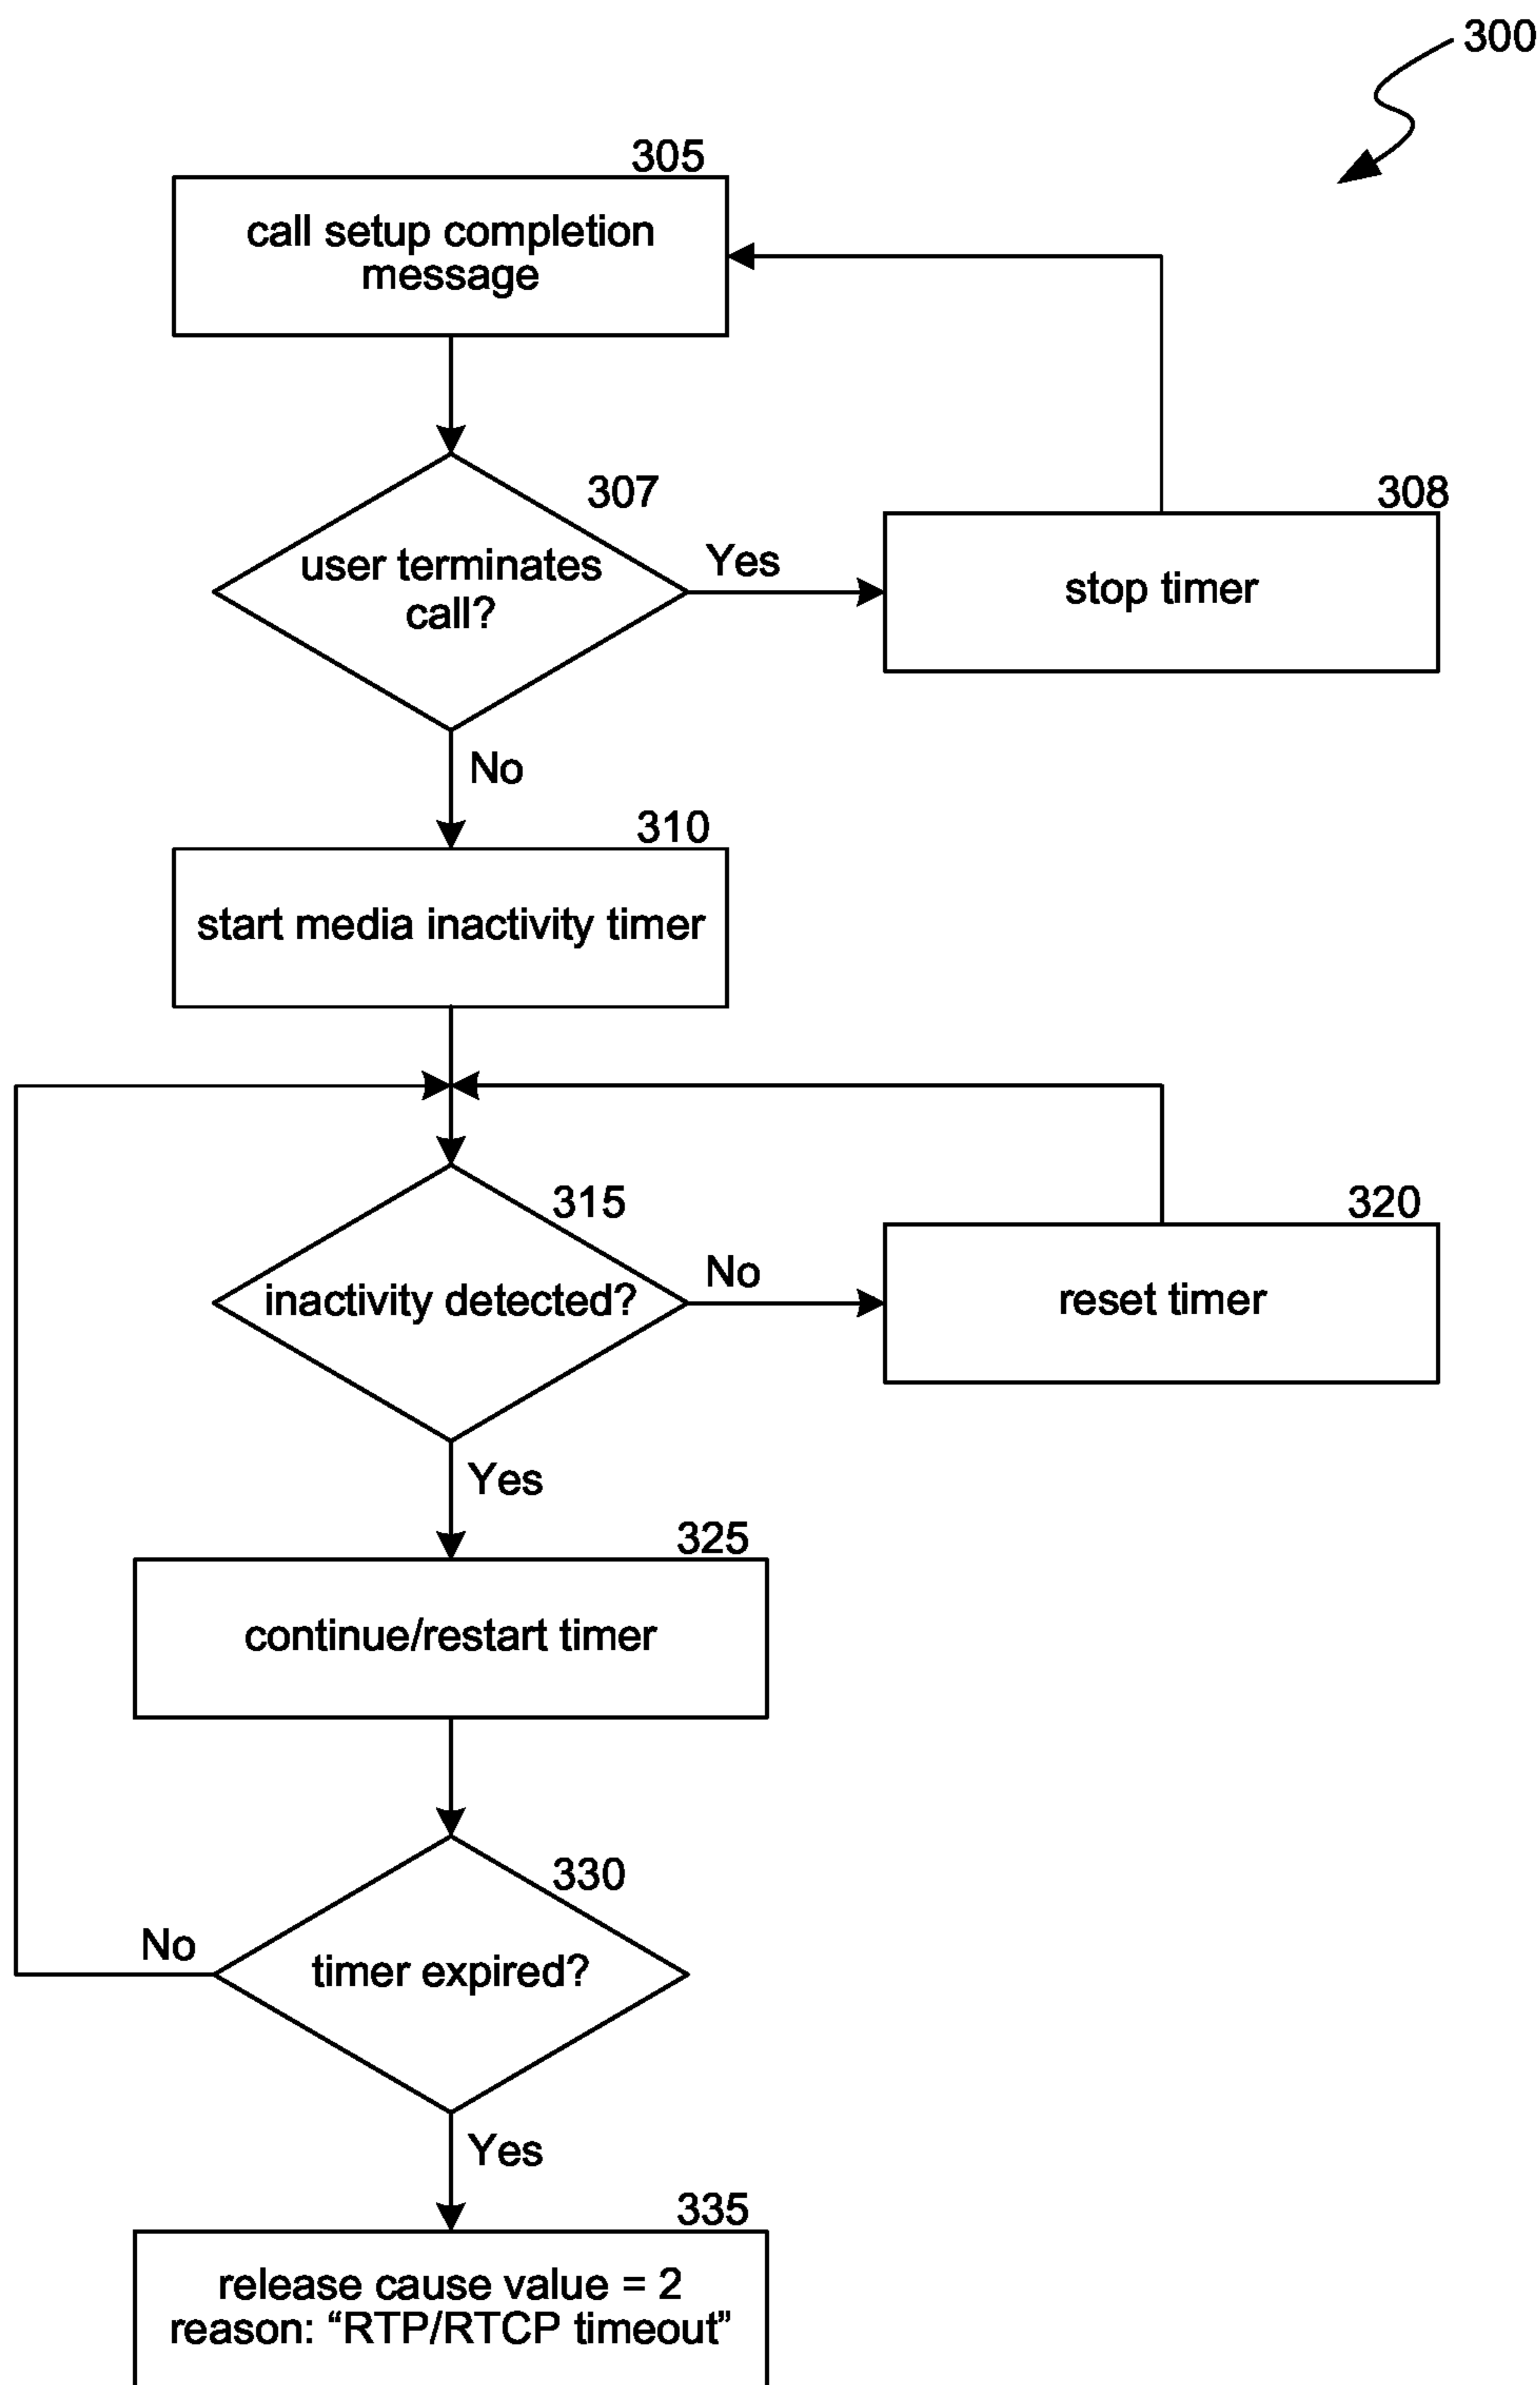 300
305
call setup completion
message
307
user terminates
call?
Yes
308
stop timer
No
310
start media inactivity timer
315
inactivity detected?
No
320
reset timer
Yes
325
continue/restart timer
330
timer expired?
No
Yes
335
release cause value = 2
reason: “RTP/RTCP timeout”